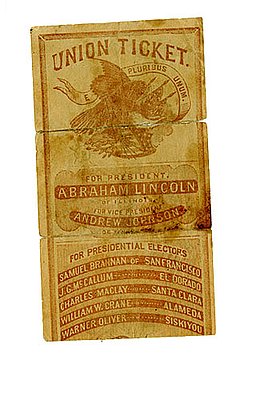 UNION TICKET.
E PLURIBUS UNUM.
FOR PRESIDENT,
ABRAHAM LINCOLN
OF ILLINOIS.
FOR VICE PRESIDENT
ANDREW JOHNSON
OF
FOR PRESIDENTIAL ELECTORS
SAMUEL BRANNAN OF SAN FRANCISCO
J.G. McCALLUM EL DORADO
CHARLES MACLAY SANTA CLARA
WILLIAM W. CRANE ALAMEDA
WARNER OLIVER SISKIYOU